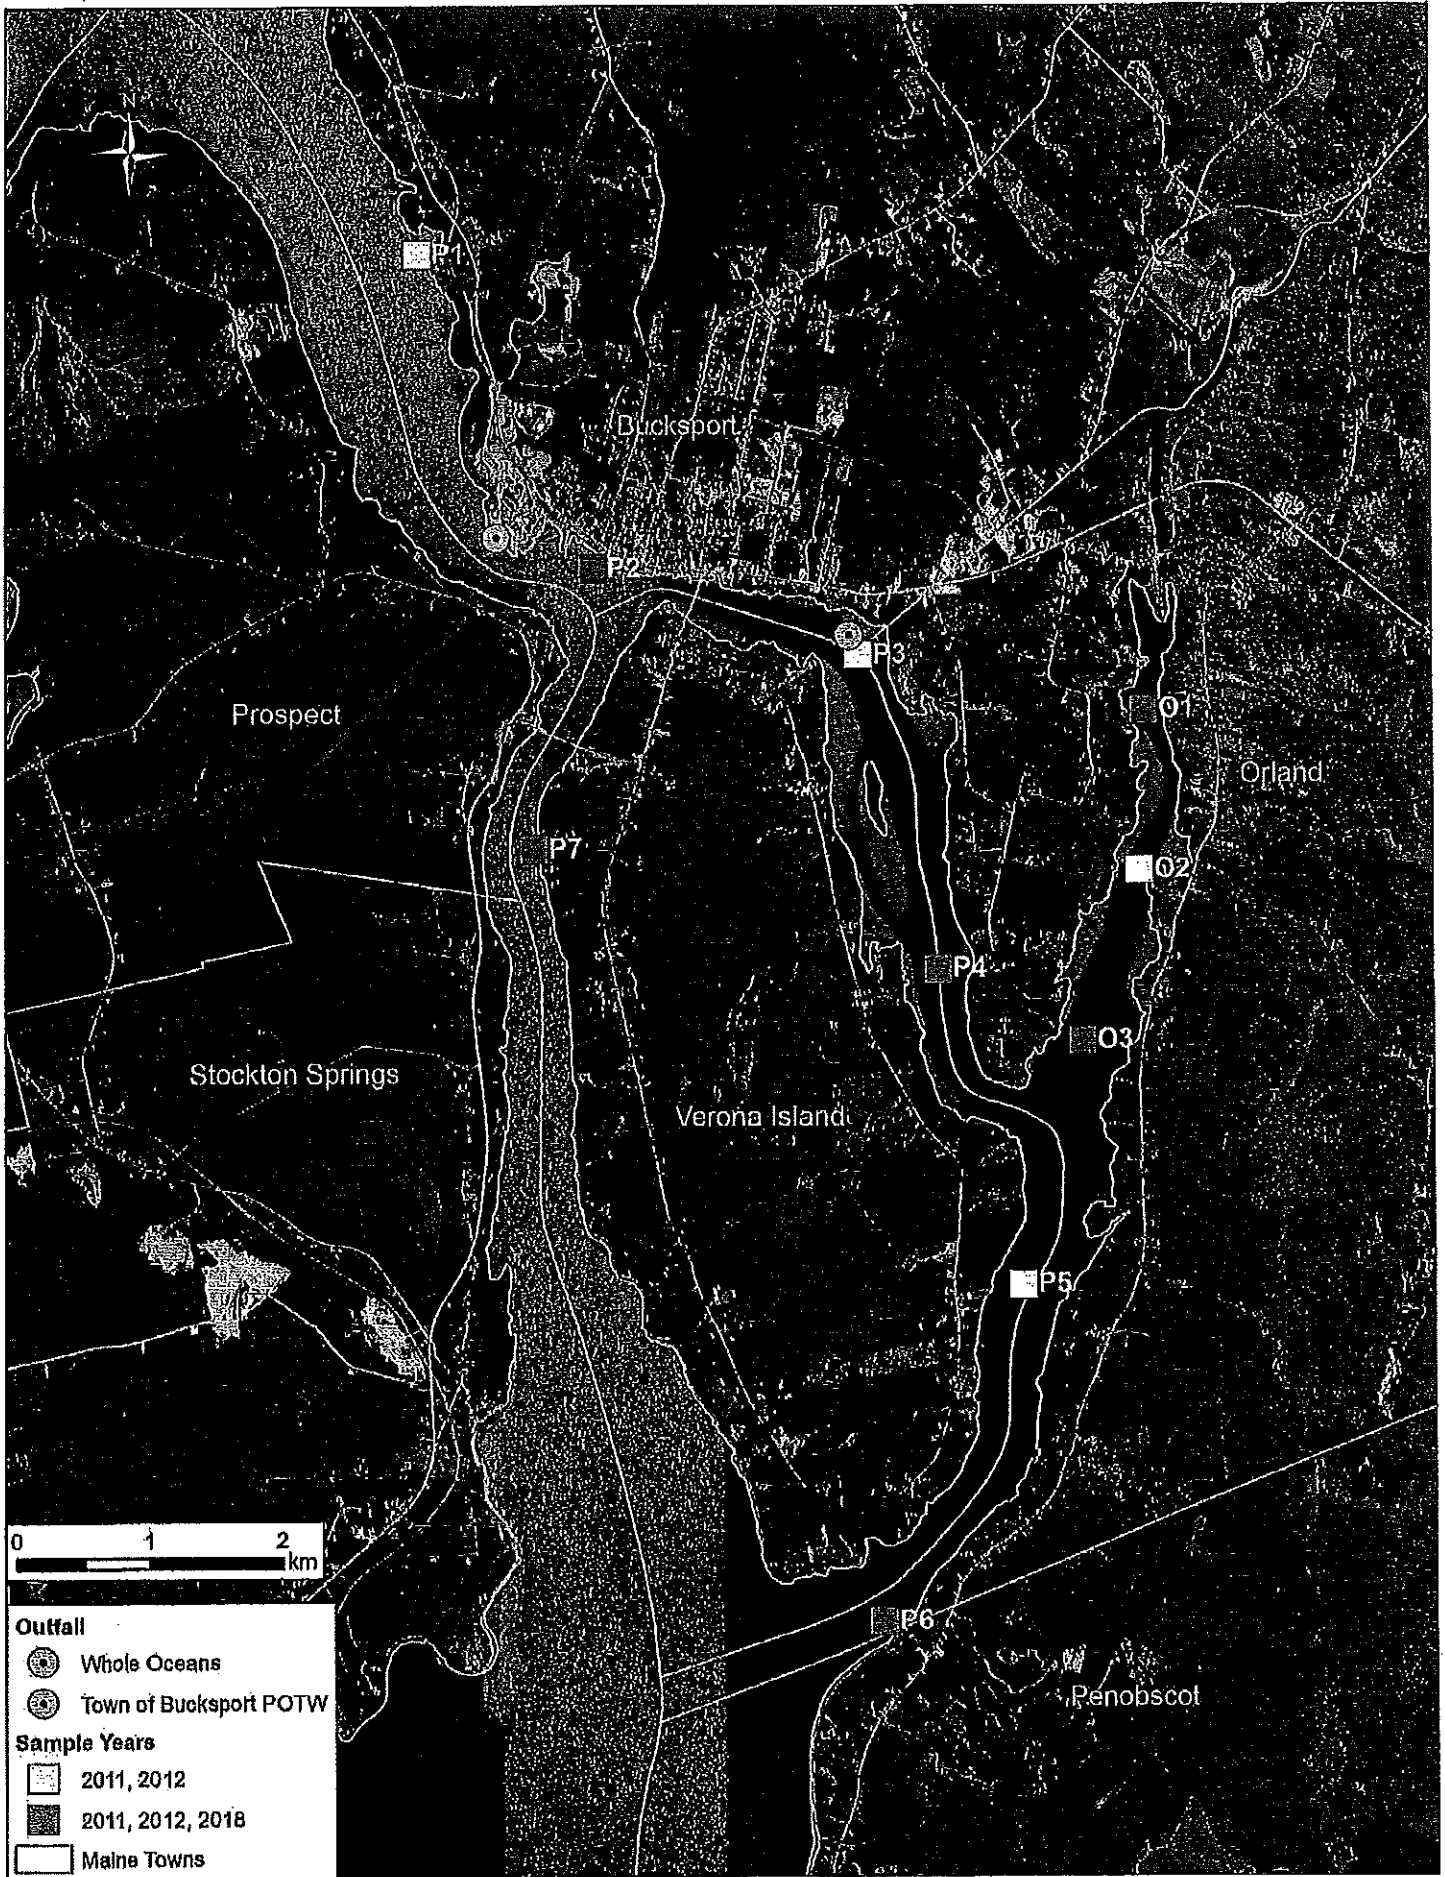 N
P1
Bucksport
P2
P3
Prospect
O1
Orland
P7
O2
P4
O3
Stockton Springs
Verona Island
P5
0 1 2
km
P6
Penobscot
Outfall
Whole Oceans
Town of Bucksport POTW
Sample Years
2011, 2012
2011, 2012, 2018
Maine Towns